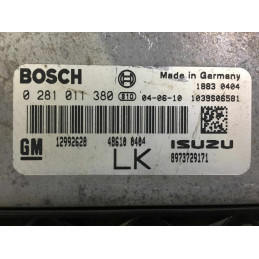 BOSCH Made in Germany
1883 0404
0 281 011 380 B10 04-06-10 1039S06581
GM 12992628 4B610 0404 ISUZU
LK 8973729171